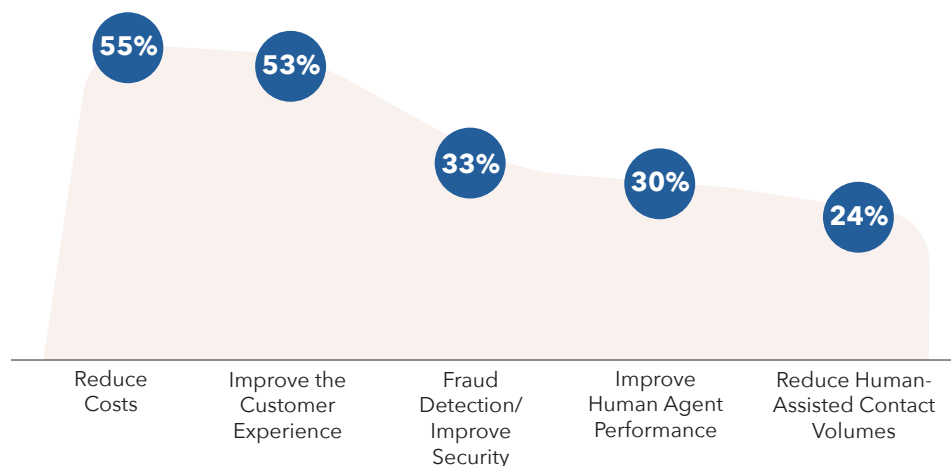 55%
53%
33%
30%
24%
Reduce
Costs
Improve the
Customer
Experience
Fraud
Detection/
Improve
Security
Improve
Human Agent
Performance
Reduce Human-
Assisted Contact
Volumes